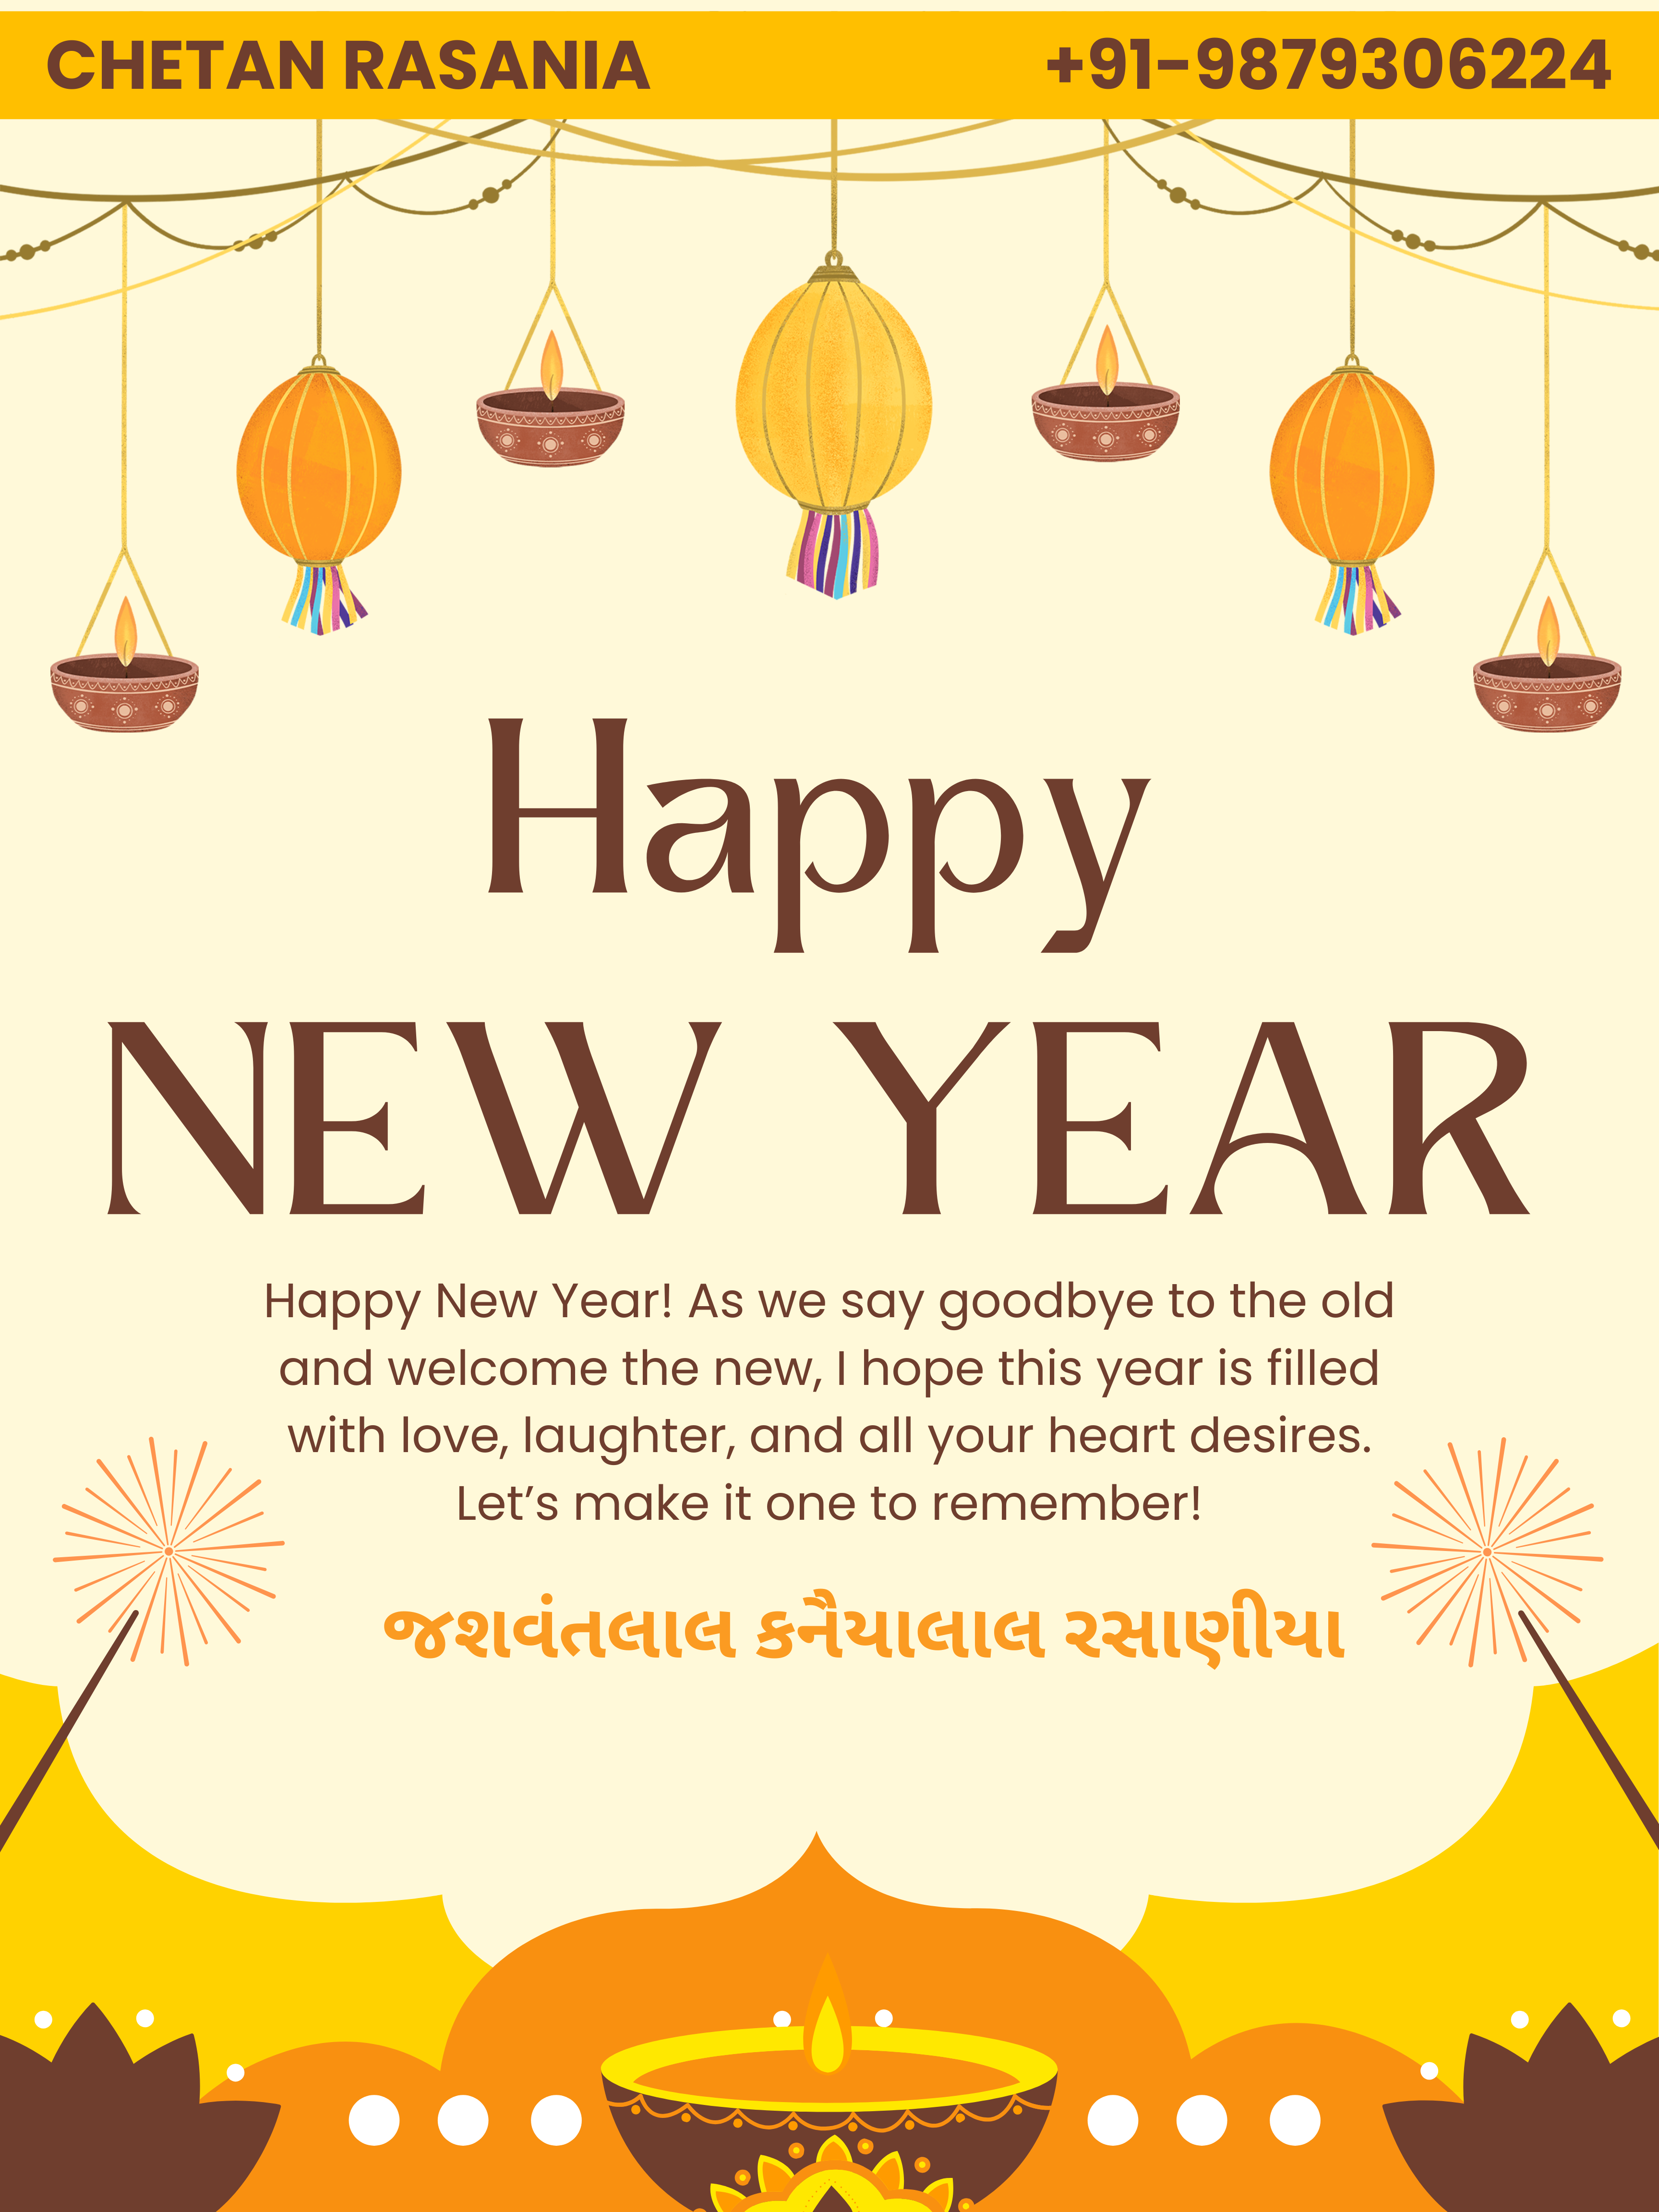 CHETAN RASANIA
+91-9879306224
Happy
NEW YEAR
Happy New Year! As we say goodbye to the old
and welcome the new, I hope this year is filled
with love, laughter, and all your heart desires.
Let’s make it one to remember!
જશવંતલાલ કનૈયાલાલ રસાણીયા